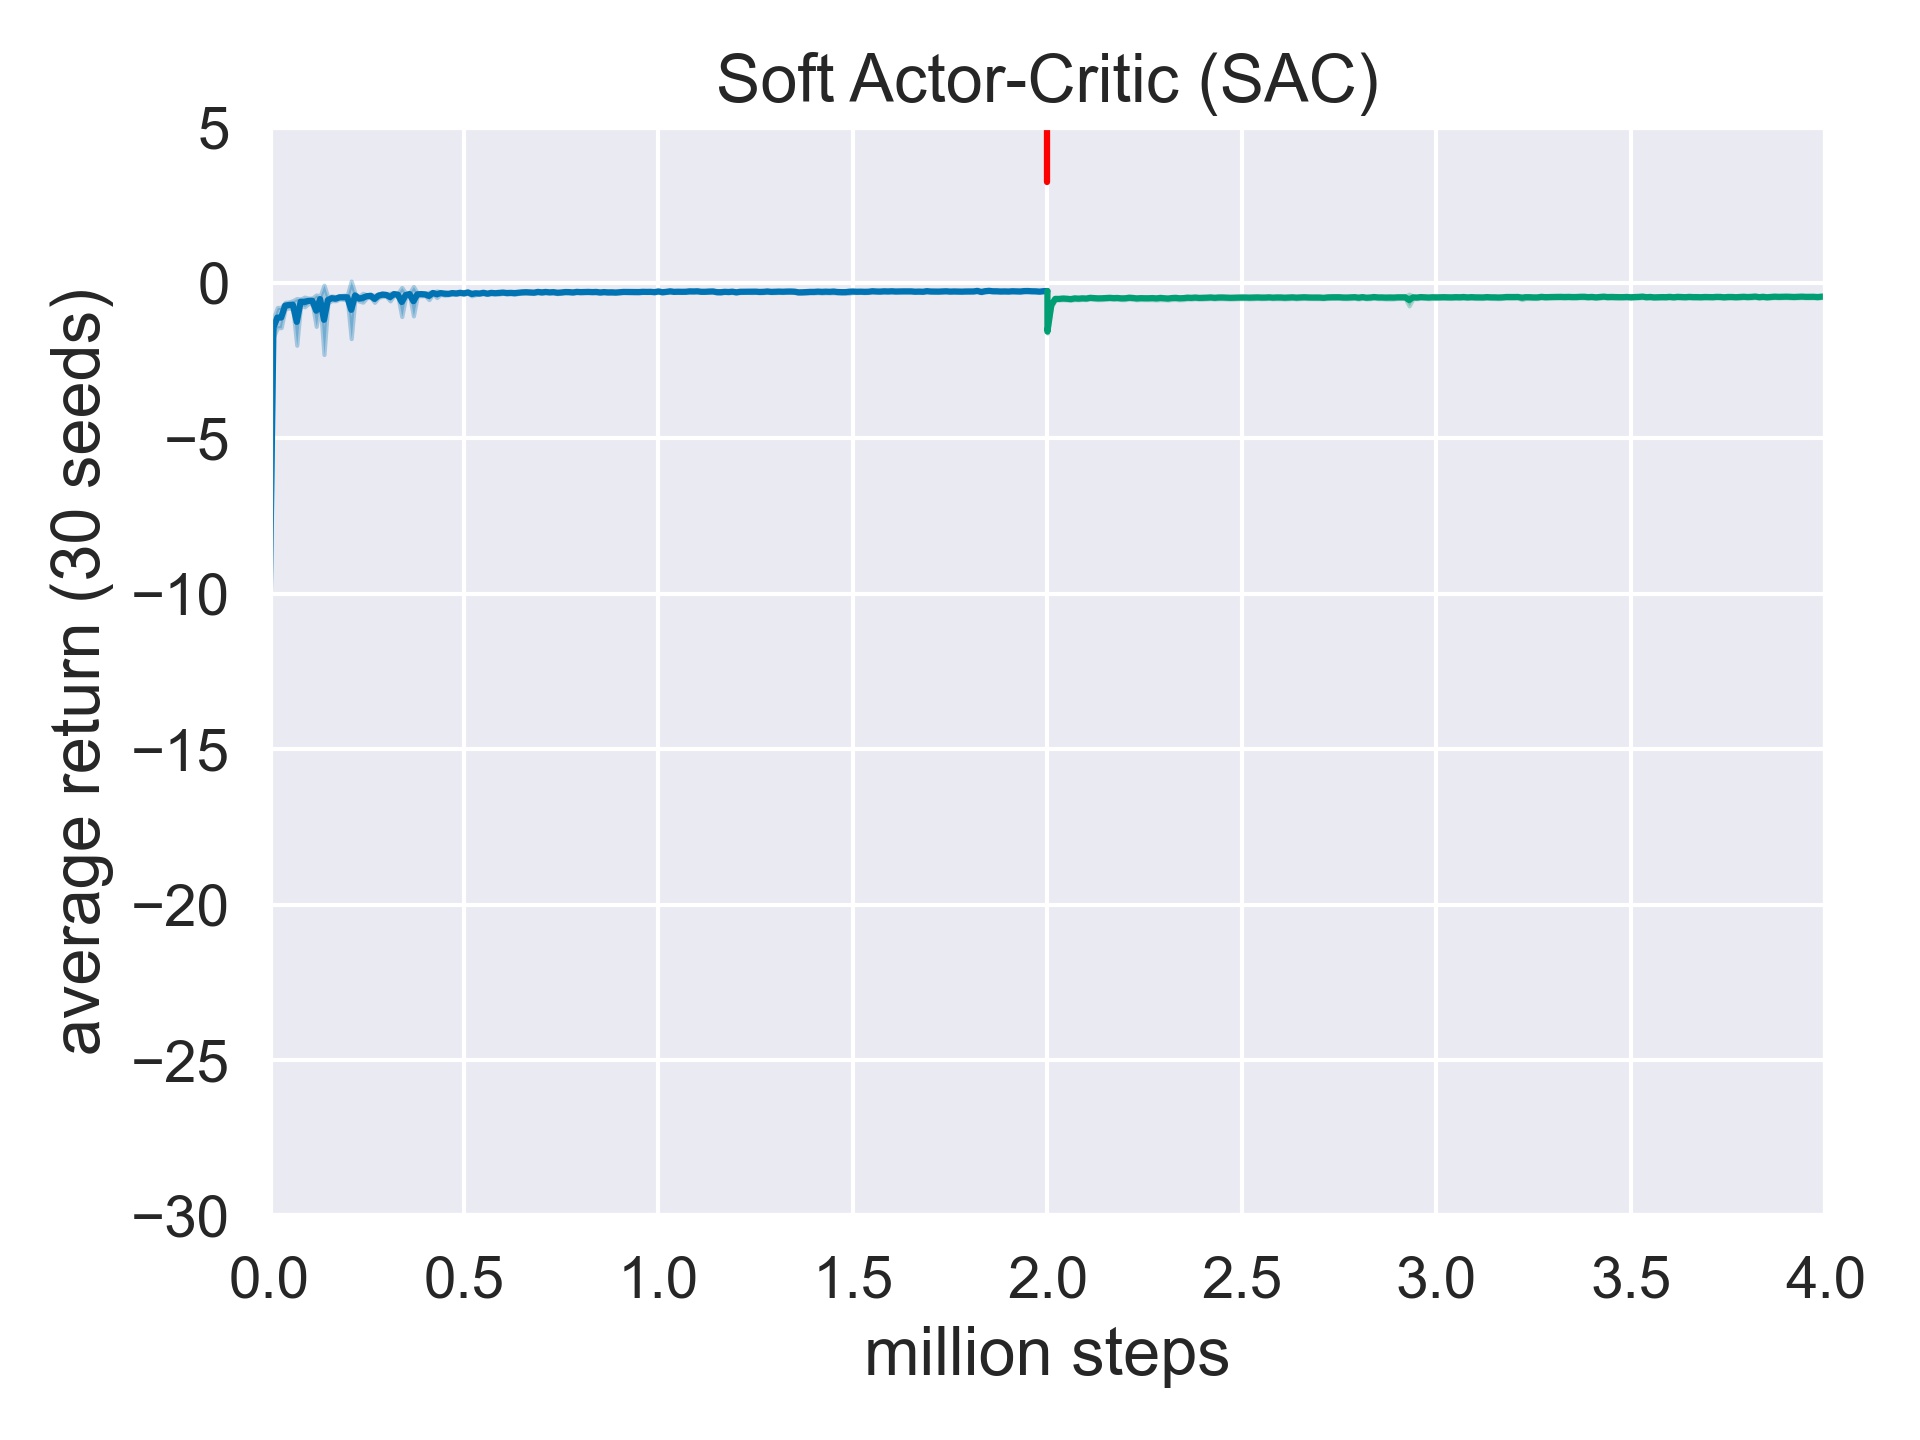 Soft Actor-Critic (SAC)
5
0
−5
−10
−15
−20
−25
−30
average return (30 seeds)
0.0 0.5 1.0 1.5 2.0 2.5 3.0 3.5 4.0
million steps